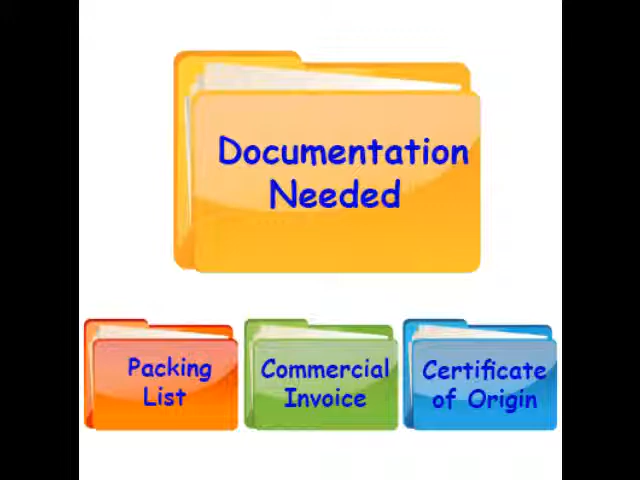 Documentation
Needed
Packing
List
Commercial
Invoice
Certificate
of Origin